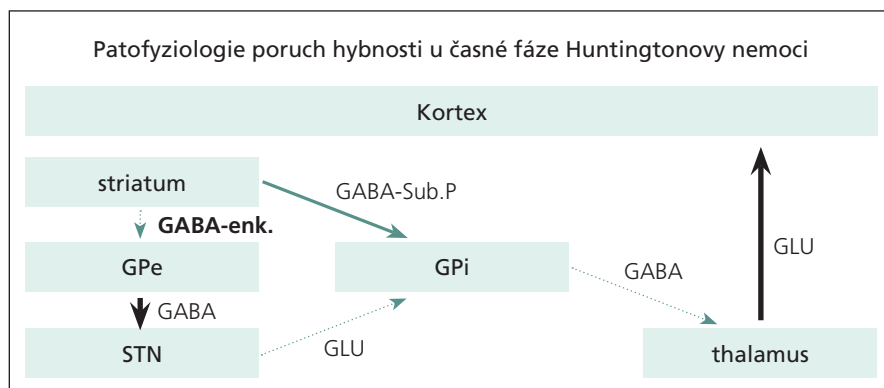 Patofyziologie poruch hybnosti u časné fáze Huntingtonovy nemoci
Kortex
striatum
GABA-Sub.P
GABA-enk.
GPe
GPi
GABA
GLU
GABA
STN
GLU
thalamus